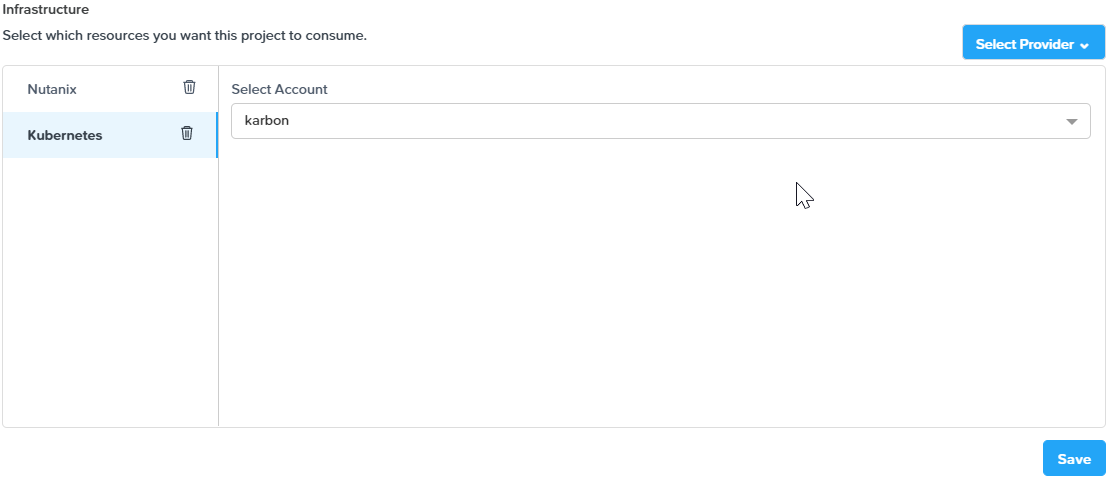 Infrastructure
Select which resources you want this project to consume.
Select Provider
Nutanix
Kubernetes
Select Account
karbon
Save